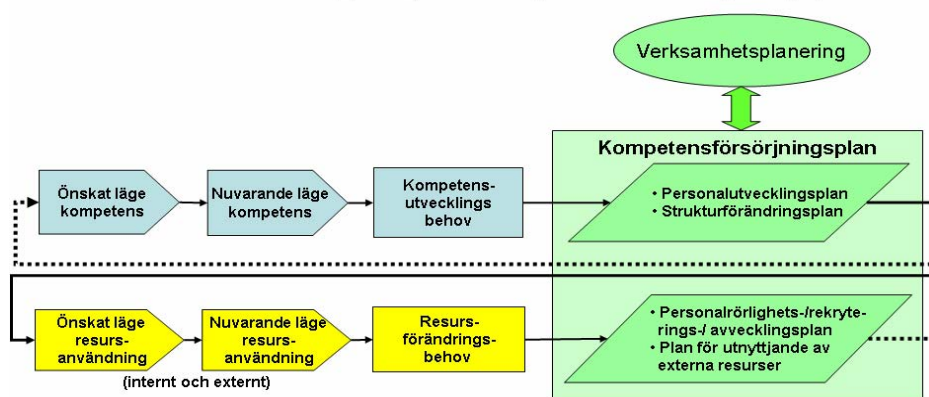 Verksamhetsplanering
Kompetensförsörjningsplan
Önskat läge
kompetens
Nuvarande läge
kompetens
Kompetens-
utvecklings
behov
• Personalutvecklingsplan
• Strukturförändringsplan
Önskat läge
resurs-
användning
(internt och externt)
Nuvarande läge
resurs-
användning
Resurs-
förändrings-
behov
• Personalrörlighets-/rekryte-
rings-/ avvecklingsplan
• Plan för utnyttjande av
externa resurser